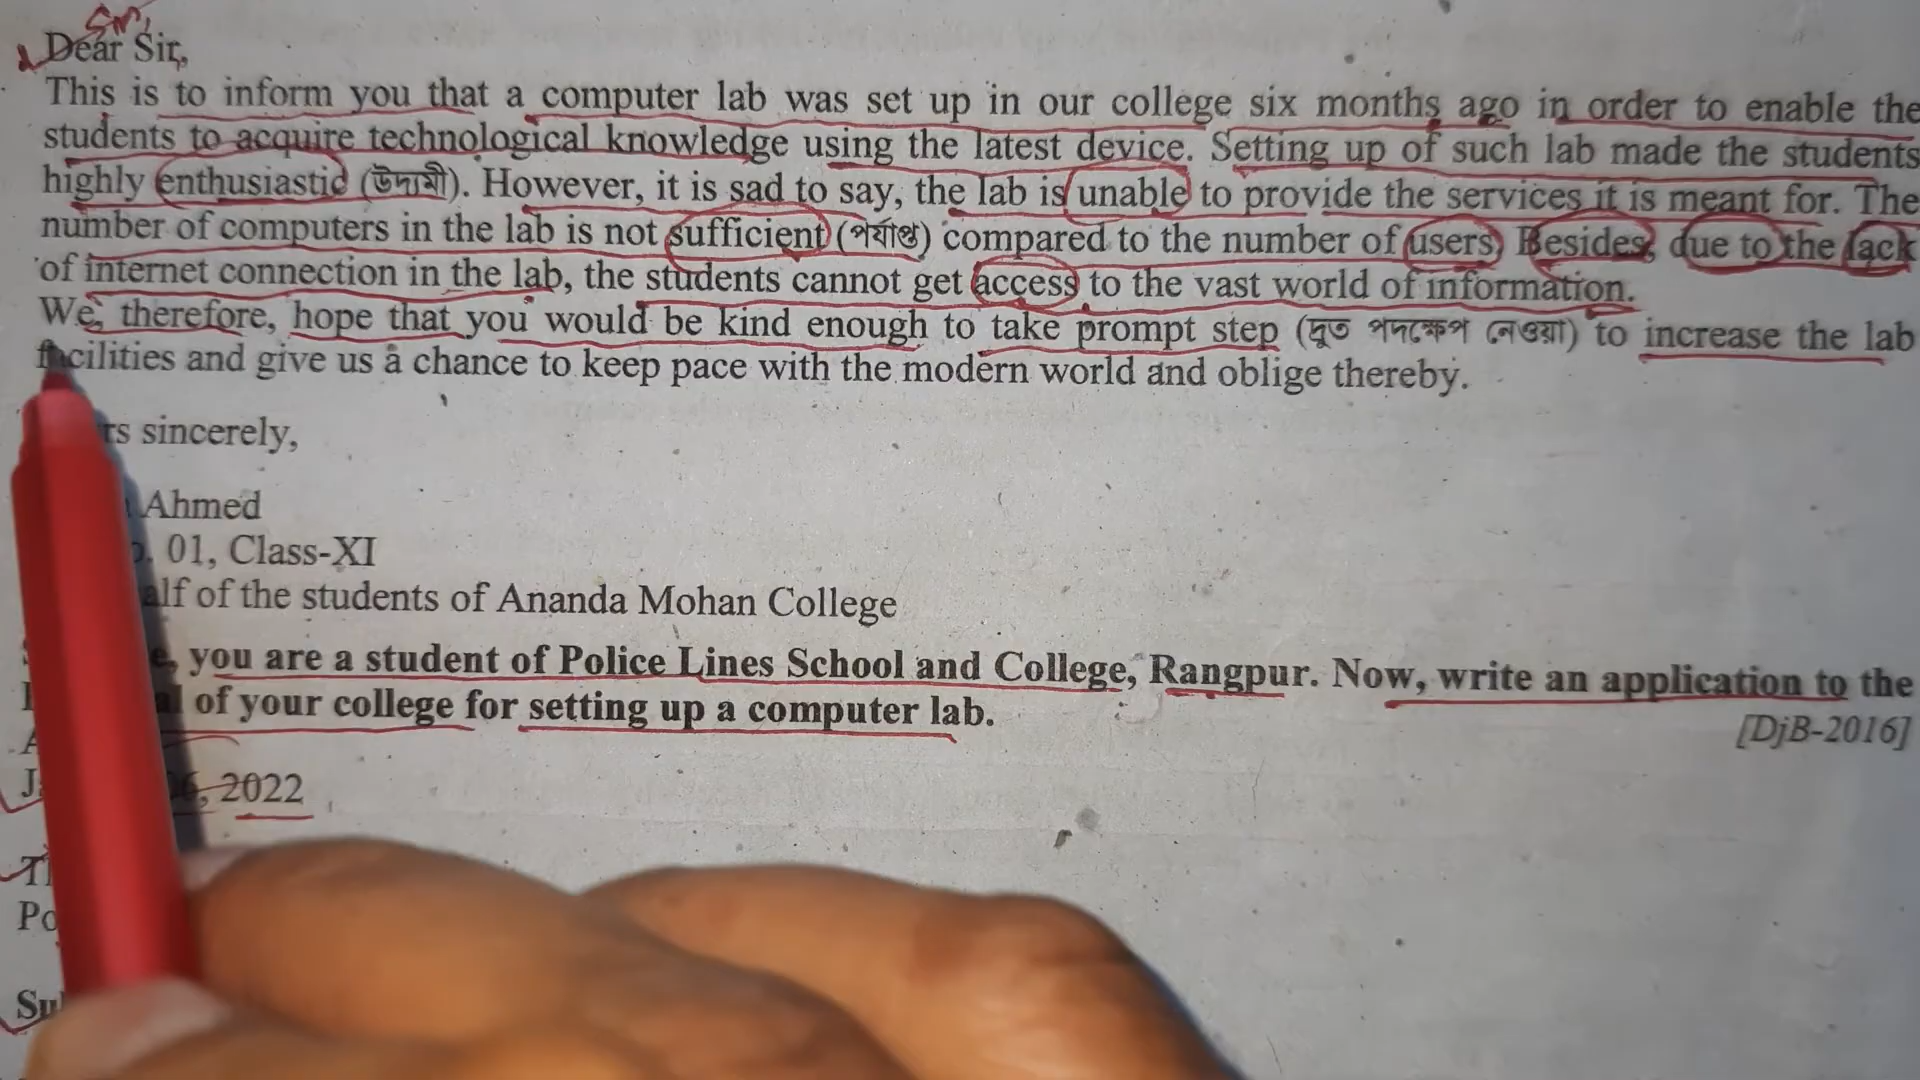 Sir,
Dear Sir,
This is to inform you that a computer lab was set up in our college six months ago in order to enable the
students to acquire technological knowledge using the latest device. Setting up of such lab made the students
highly enthusiastic (উদ্যমী). However, it is sad to say, the lab is unable to provide the services it is meant for. The
number of computers in the lab is not sufficient (পর্যাপ্ত) compared to the number of users. Besides, due to the lack
of internet connection in the lab, the students cannot get access to the vast world of information.
We, therefore, hope that you would be kind enough to take prompt step (দ্রুত পদক্ষেপ নেওয়া) to increase the lab
facilities and give us a chance to keep pace with the modern world and oblige thereby.
sincerely,
Ahmed
01, Class-XI
of the students of Ananda Mohan College
you are a student of Police Lines School and College, Rangpur. Now, write an application to the
of your college for setting up a computer lab.
[DjB-2016]
2022